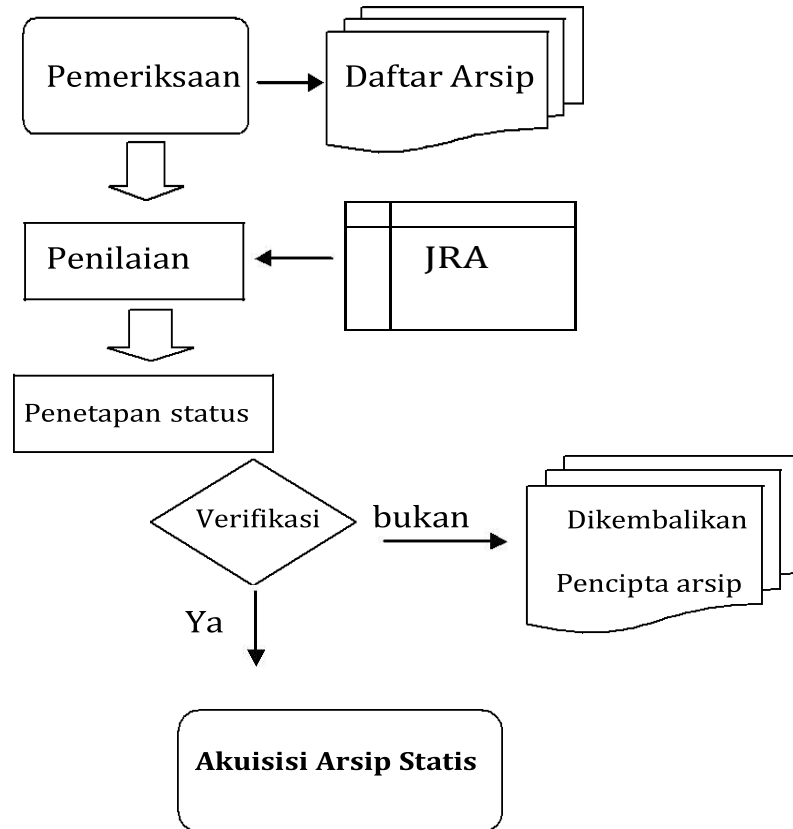 Pemeriksaan
Daftar Arsip
Penilaian
JRA
Penetapan status
Verifikasi
bukan
Dikembalikan
Pencipta arsip
Ya
Akuisisi Arsip Statis